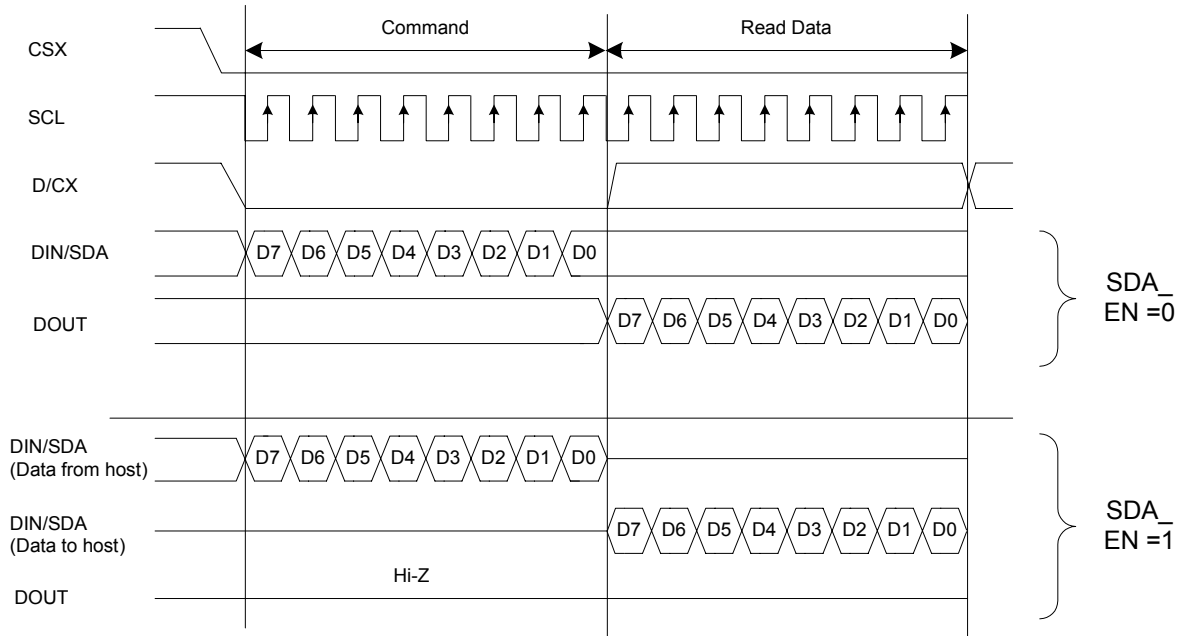 Command
Read Data
CSX
SCL
D/CX
DIN/SDA
D7 D6 D5 D4 D3 D2 D1 D0
DOUT
D7 D6 D5 D4 D3 D2 D1 D0
SDA_
EN =0
DIN/SDA
(Data from host)
D7 D6 D5 D4 D3 D2 D1 D0
DIN/SDA
(Data to host)
D7 D6 D5 D4 D3 D2 D1 D0
SDA_
EN =1
Hi-Z
DOUT